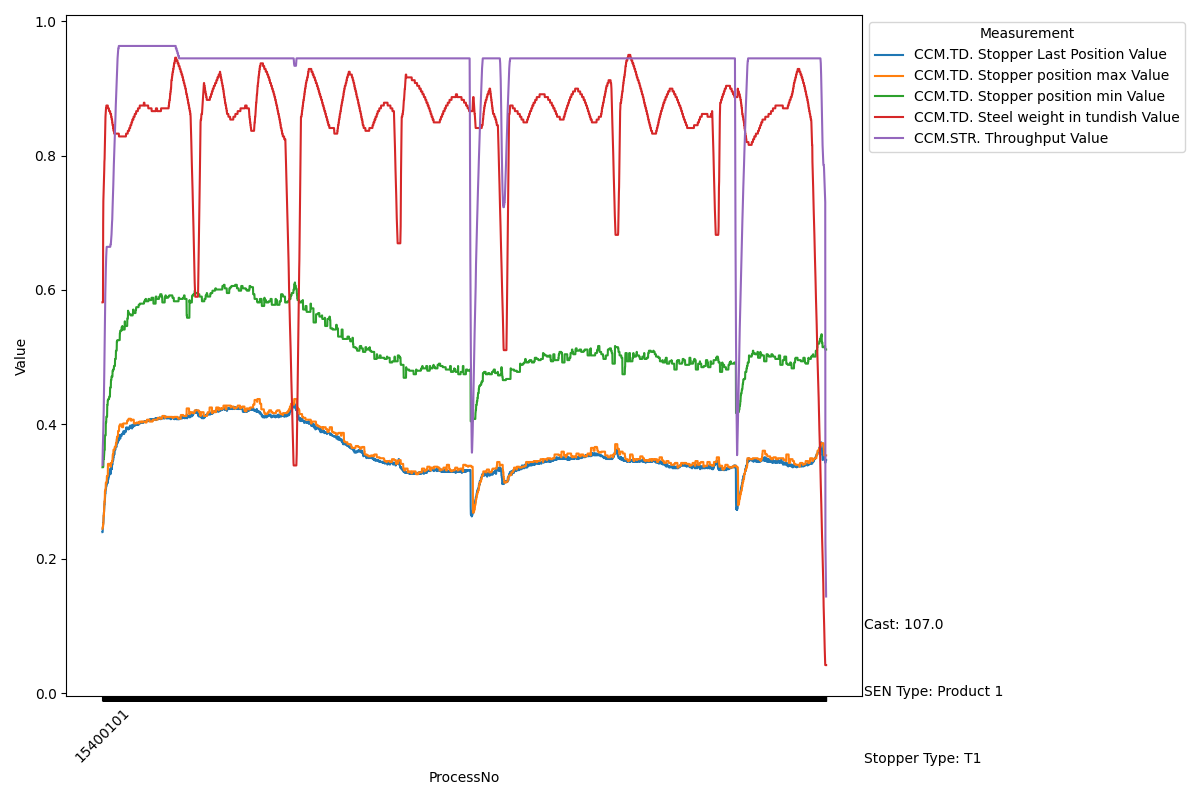 1.0
0.8
0.6
0.4
0.2
0.0
Value
15400101
ProcessNo
Measurement
CCM.TD. Stopper Last Position Value
CCM.TD. Stopper position max Value
CCM.TD. Stopper position min Value
CCM.TD. Steel weight in tundish Value
CCM.STR. Throughput Value
Cast: 107.0
SEN Type: Product 1
Stopper Type: T1